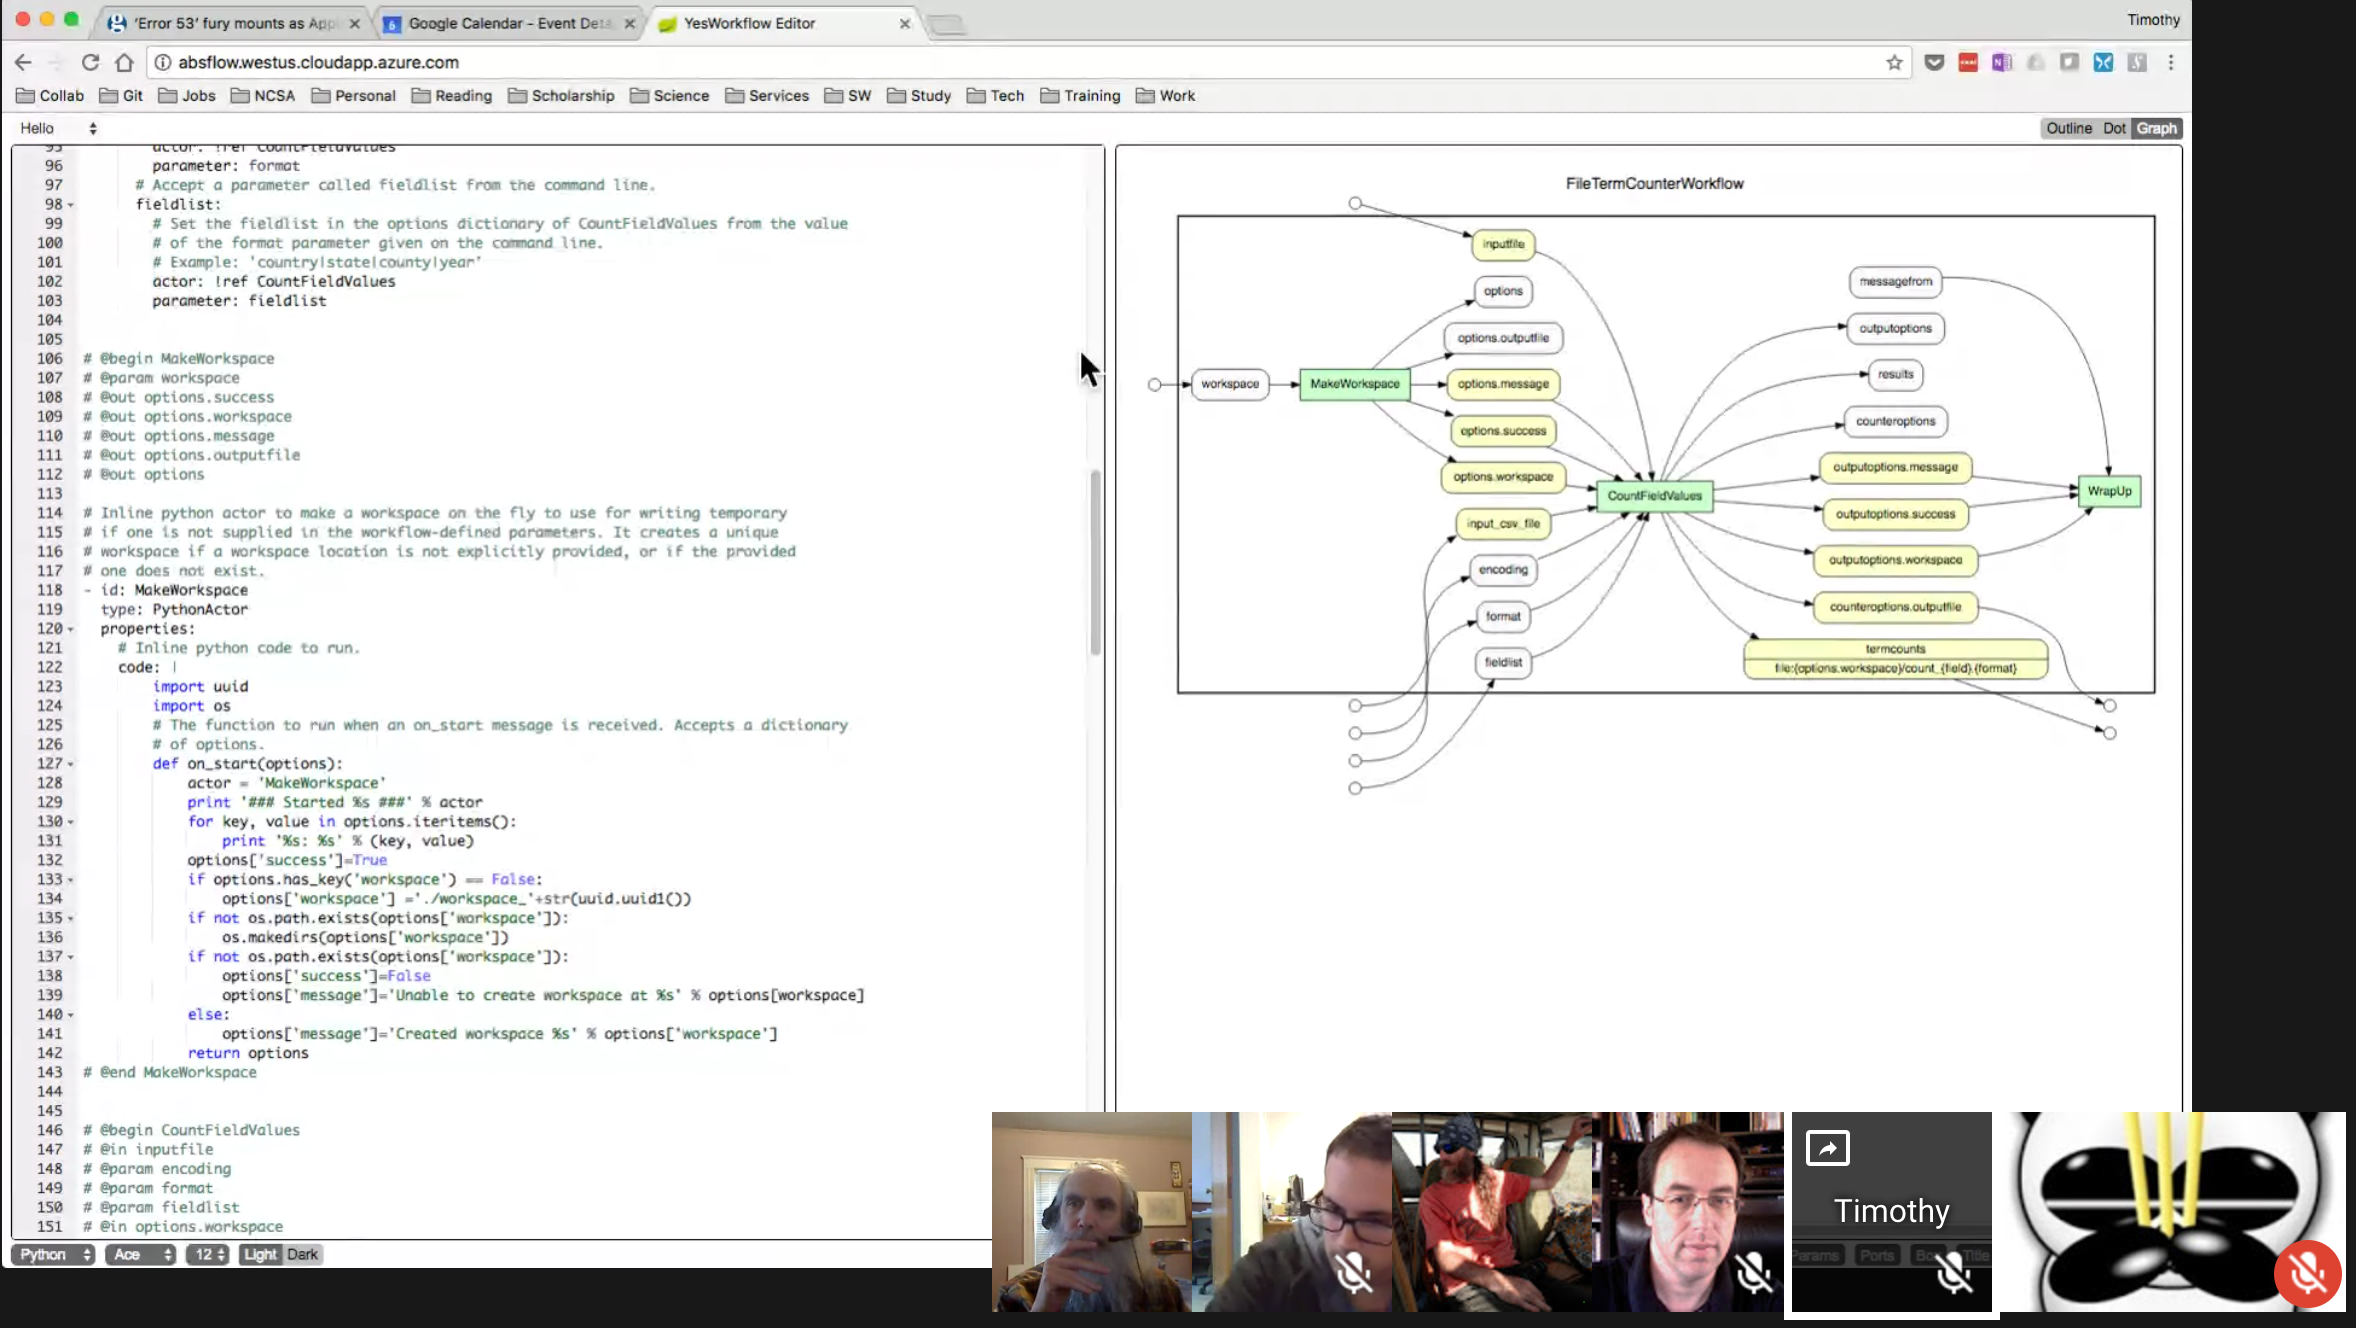 'Error 53' fury mounts as Appl
Google Calendar - Event Deta
YesWorkflow Editor
Timothy
absflow.westus.cloudapp.azure.com
Collab Git Jobs NCSA Personal Reading Scholarship Science Services SW Study Tech Training Work
Hello
Outline Dot Graph
95 actor: !ref CountFieldValues
96 parameter: format
97 # Accept a parameter called fieldlist from the command line.
98 fieldlist:
99 # Set the fieldlist in the options dictionary of CountFieldValues from the value
100 # of the format parameter given on the command line.
101 # Example: 'country|state|county|year'
102 actor: !ref CountFieldValues
103 parameter: fieldlist
104
105
106 # @begin MakeWorkspace
107 # @param workspace
108 # @out options.success
109 # @out options.workspace
110 # @out options.message
111 # @out options.outputfile
112 # @out options
113
114 # Inline python actor to make a workspace on the fly to use for writing temporary
115 # if one is not supplied in the workflow-defined parameters. It creates a unique
116 # workspace if a workspace location is not explicitly provided, or if the provided
117 # one does not exist.
118 - id: MakeWorkspace
119 type: PythonActor
120 properties:
121 # Inline python code to run.
122 code: |
123 import uuid
124 import os
125 # The function to run when an on_start message is received. Accepts a dictionary
126 # of options.
127 def on_start(options):
128 actor = 'MakeWorkspace'
129 print '### Started %s ###' % actor
130 for key, value in options.iteritems():
131 print '%s: %s' % (key, value)
132 options['success']=True
133 if options.has_key('workspace') == False:
134 options['workspace'] ='./workspace_'+str(uuid.uuid1())
135 if not os.path.exists(options['workspace']):
136 os.makedirs(options['workspace'])
137 if not os.path.exists(options['workspace']):
138 options['success']=False
139 options['message']='Unable to create workspace at %s' % options[workspace]
140 else:
141 options['message']='Created workspace %s' % options['workspace']
142 return options
143 # @end MakeWorkspace
144
145
146 # @begin CountFieldValues
147 # @in inputfile
148 # @param encoding
149 # @param format
150 # @param fieldlist
151 # @in options.workspace
Python Ace 12 Light Dark
FileTermCounterWorkflow
inputfile
options
options.outputfile
workspace
MakeWorkspace
options.message
options.success
options.workspace
input_csv_file
encoding
format
fieldlist
CountFieldValues
messagefrom
outputoptions
results
counteroptions
outputoptions.message
outputoptions.success
outputoptions.workspace
counteroptions.outputfile
termcounts
file:{options.workspace}/count_{field}.{format}
WrapUp
Timothy
Params Ports Title